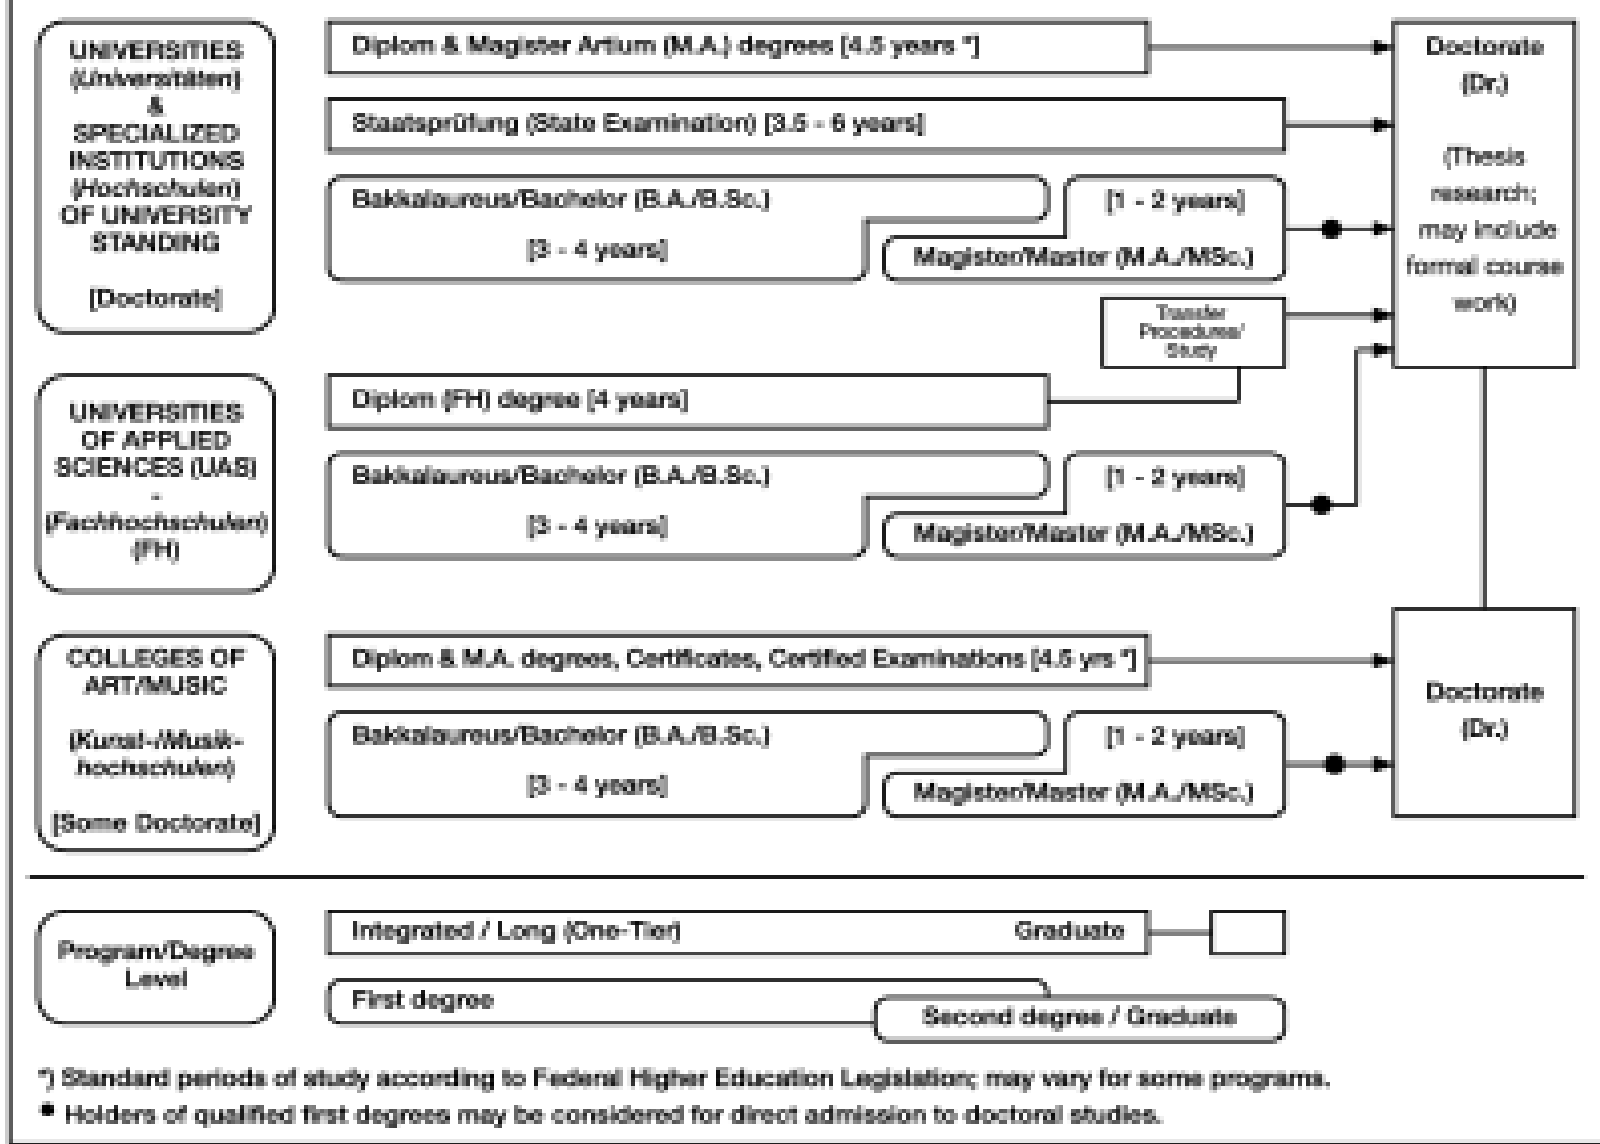 UNIVERSITIES
(Universitäten)
&
SPECIALIZED
INSTITUTIONS
(Hochschulen)
OF UNIVERSITY
STANDING
[Doctorate]
Diplom & Magister Artium (M.A.) degrees [4.5 years *]
Staatsprüfung (State Examination) [3.5 - 6 years]
Bakkalaureus/Bachelor (B.A./B.Sc.)
[3 - 4 years]
[1 - 2 years]
Magister/Master (M.A./MSc.)
Transfer
Procedures/
Study
Doctorate
(Dr.)
(Thesis
research;
may include
formal course
work)
UNIVERSITIES
OF APPLIED
SCIENCES (UAS)
-
(Fachhochschulen)
(FH)
Diplom (FH) degree [4 years]
Bakkalaureus/Bachelor (B.A./B.Sc.)
[3 - 4 years]
[1 - 2 years]
Magister/Master (M.A./MSc.)
COLLEGES OF
ART/MUSIC
(Kunst-/Musik-
hochschulen)
[Some Doctorate]
Diplom & M.A. degrees, Certificates, Certified Examinations [4.5 yrs *]
Bakkalaureus/Bachelor (B.A./B.Sc.)
[3 - 4 years]
[1 - 2 years]
Magister/Master (M.A./MSc.)
Doctorate
(Dr.)
Program/Degree
Level
Integrated / Long (One-Tier) Graduate
First degree
Second degree / Graduate
*) Standard periods of study according to Federal Higher Education Legislation; may vary for some programs.
● Holders of qualified first degrees may be considered for direct admission to doctoral studies.